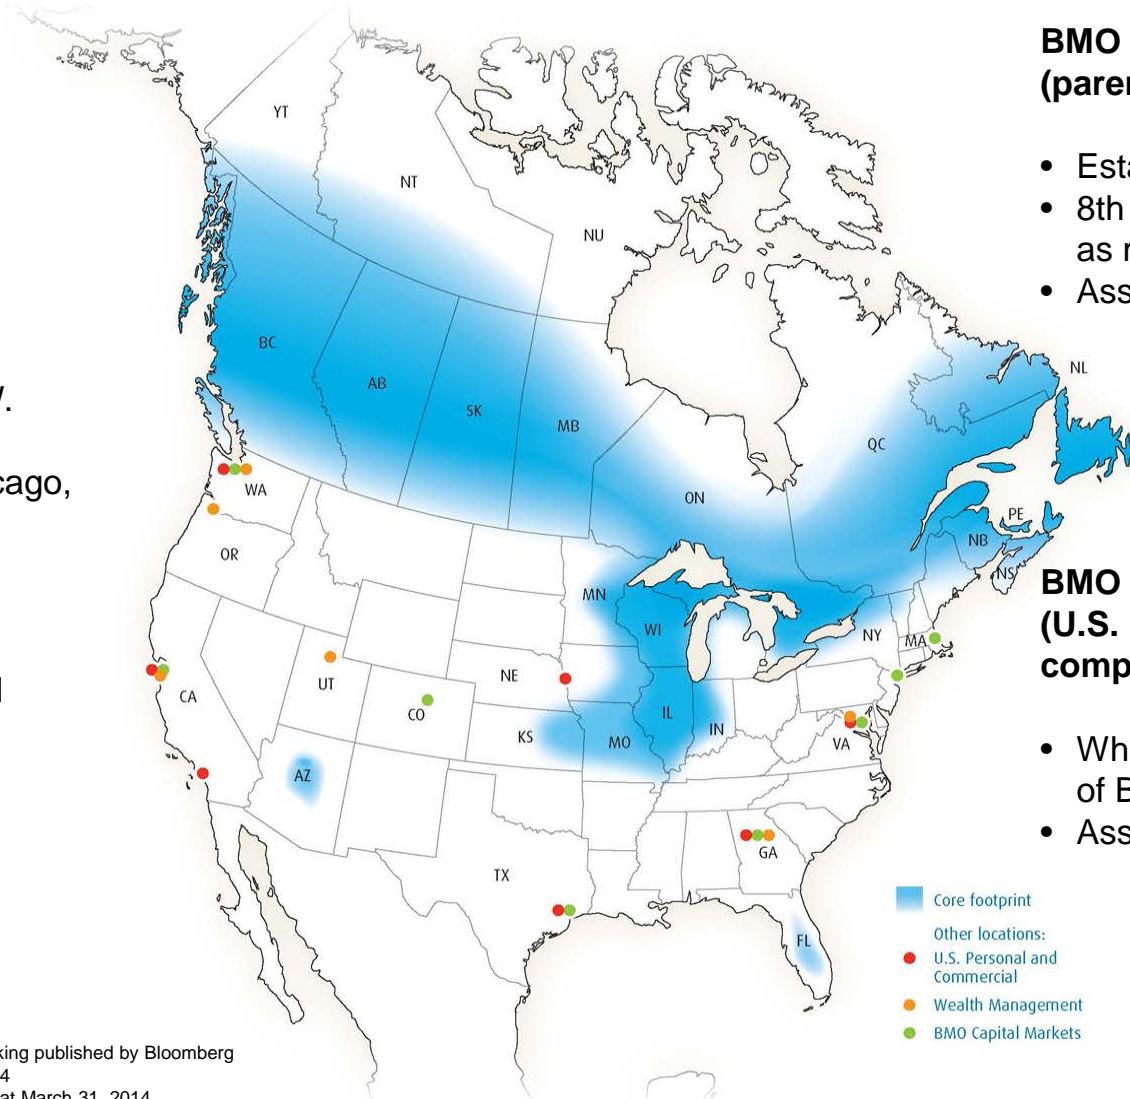 BMO
(parer
• Esta
• 8th
as r
• Ass
YT
NT
NU
BC
AB
SK
MB
ON
QC
NL
PE
NB
NS
.
cago,
WA
OR
MN
WI
NY
MA
CA
UT
CO
NE
KS
MO
IL
IN
VA
AZ
TX
GA
FL
BMO
(U.S.
comp
• Wh
of B
• Ass
Core footprint
Other locations:
U.S. Personal and
Commercial
Wealth Management
BMO Capital Markets
king published by Bloomberg
4
at March 31, 2014